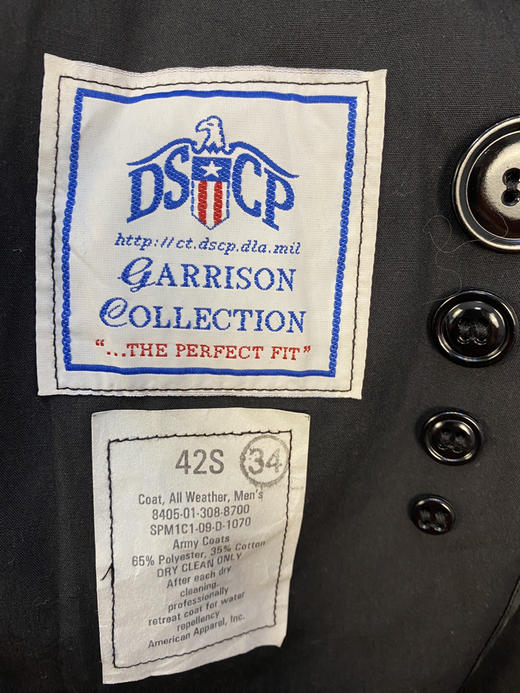 DSCP
http://ct.dscp.dla.mil
GARRISON
COLLECTION
"...THE PERFECT FIT"
42S 34
Coat, All Weather, Men's
8405-01-308-8700
SPM1C1-09-D-1070
Army Coats
65% Polyester, 35% Cotton
DRY CLEAN ONLY
After each dry
cleaning,
professionally
retreat coat for water
repellency
American Apparel, Inc.